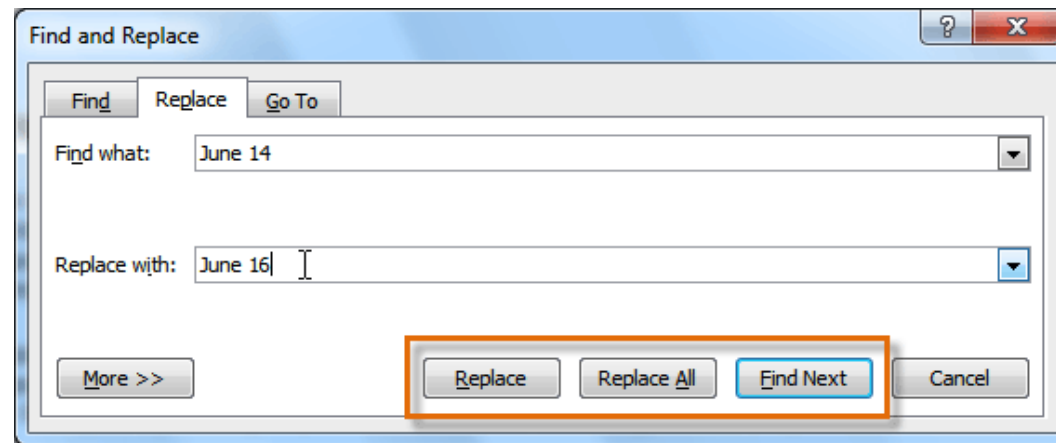 Find and Replace
Find Replace Go To
Find what: June 14
Replace with: June 16
More >> Replace Replace All Find Next Cancel